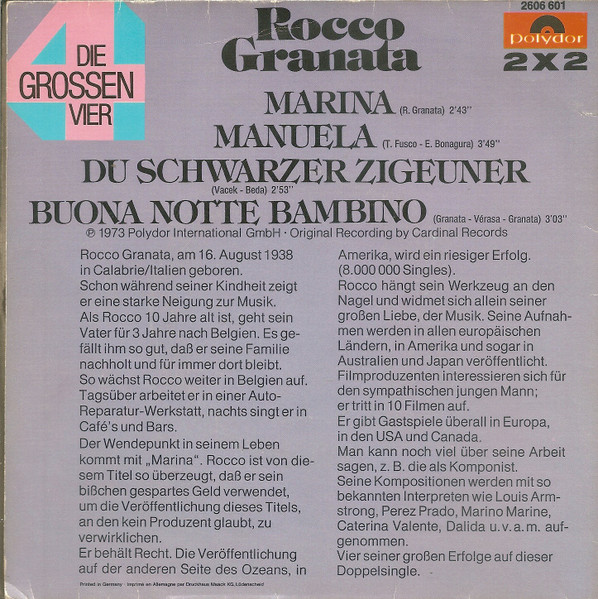 2606 601
DIE
GROSSEN
VIER
Rocco
Granata
Polydor
2X2
MARINA (R. Granata) 2'43"
MANUELA (T. Fusco - E. Bonagura) 3'49"
DU SCHWARZER ZIGEUNER
(Vacek - Beda) 2'53"
BUONA NOTTE BAMBINO (Granata - Vérasa - Granata) 3'03"
℗ 1973 Polydor International GmbH · Original Recording by Cardinal Records
Rocco Granata, am 16. August 1938
in Calabrie/Italien geboren.
Schon während seiner Kindheit zeigt
er eine starke Neigung zur Musik.
Als Rocco 10 Jahre alt ist, geht sein
Vater für 3 Jahre nach Belgien. Es ge-
fällt ihm so gut, daß er seine Familie
nachholt und für immer dort bleibt.
So wächst Rocco weiter in Belgien auf.
Tagsüber arbeitet er in einer Auto-
Reparatur-Werkstatt, nachts singt er in
Café's und Bars.
Der Wendepunkt in seinem Leben
kommt mit „Marina“. Rocco ist von die-
sem Titel so überzeugt, daß er sein
bißchen gespartes Geld verwendet,
um die Veröffentlichung dieses Titels,
an den kein Produzent glaubt, zu
verwirklichen.
Er behält Recht. Die Veröffentlichung
auf der anderen Seite des Ozeans, in
Amerika, wird ein riesiger Erfolg.
(8.000 000 Singles).
Rocco hängt sein Werkzeug an den
Nagel und widmet sich allein seiner
großen Liebe, der Musik. Seine Aufnah-
men werden in allen europäischen
Ländern, in Amerika und sogar in
Australien und Japan veröffentlicht.
Filmproduzenten interessieren sich für
den sympathischen jungen Mann;
er tritt in 10 Filmen auf.
Er gibt Gastspiele überall in Europa,
in den USA und Canada.
Man kann noch viel über seine Arbeit
sagen, z. B. die als Komponist.
Seine Kompositionen werden mit so
bekannten Interpreten wie Louis Arm-
strong, Perez Prado, Marino Marine,
Caterina Valente, Dalida u.v.a.m. auf-
genommen.
Vier seiner großen Erfolge auf dieser
Doppelsingle.
Printed in Germany · Imprimé en Allemagne par Druckhaus Maack KG, Lüdenscheid